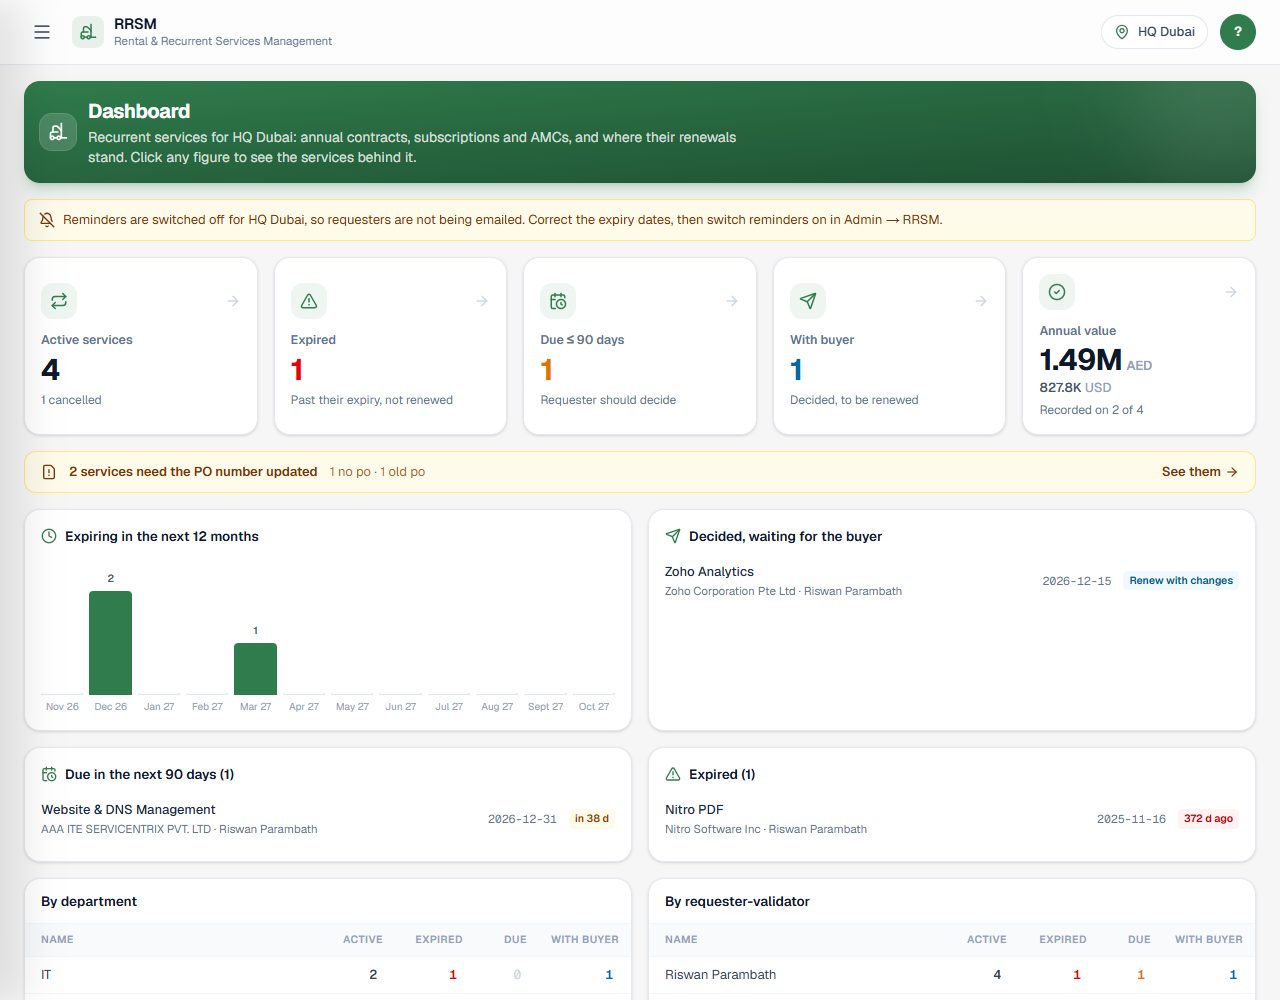 RRSM
Rental & Recurrent Services Management
HQ Dubai
?
Dashboard
Recurrent services for HQ Dubai: annual contracts, subscriptions and AMCs, and where their renewals
stand. Click any figure to see the services behind it.
Reminders are switched off for HQ Dubai, so requesters are not being emailed. Correct the expiry dates, then switch reminders on in Admin → RRSM.
Active services
4
1 cancelled
Expired
1
Past their expiry, not renewed
Due ≤ 90 days
1
Requester should decide
With buyer
1
Decided, to be renewed
Annual value
1.49M AED
827.8K USD
Recorded on 2 of 4
2 services need the PO number updated 1 no po · 1 old po See them →
Expiring in the next 12 months
2
1
Nov 26 Dec 26 Jan 27 Feb 27 Mar 27 Apr 27 May 27 Jun 27 Jul 27 Aug 27 Sept 27 Oct 27
Decided, waiting for the buyer
Zoho Analytics
Zoho Corporation Pte Ltd · Riswan Parambath
2026-12-15 Renew with changes
Due in the next 90 days (1)
Website & DNS Management
AAA ITE SERVICENTRIX PVT. LTD · Riswan Parambath
2026-12-31 in 38 d
Expired (1)
Nitro PDF
Nitro Software Inc · Riswan Parambath
2025-11-16 372 d ago
By department
NAME ACTIVE EXPIRED DUE WITH BUYER
IT 2 1 0 1
By requester-validator
NAME ACTIVE EXPIRED DUE WITH BUYER
Riswan Parambath 4 1 1 1